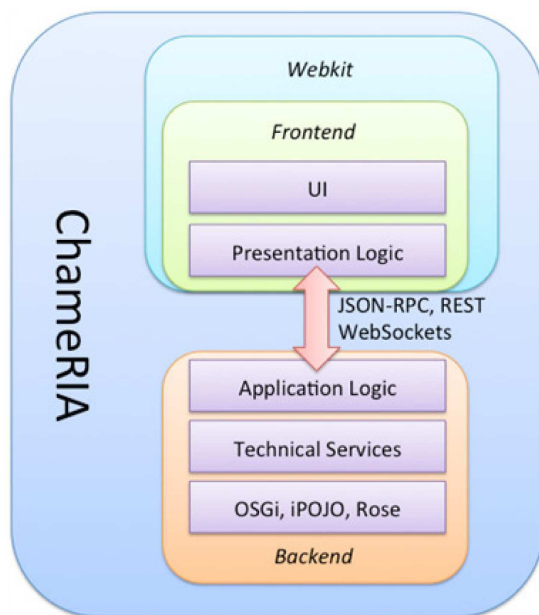 Webkit
Frontend
UI
Presentation Logic
JSON-RPC, REST
WebSockets
ChameRIA
Application Logic
Technical Services
OSGi, iPOJO, Rose
Backend